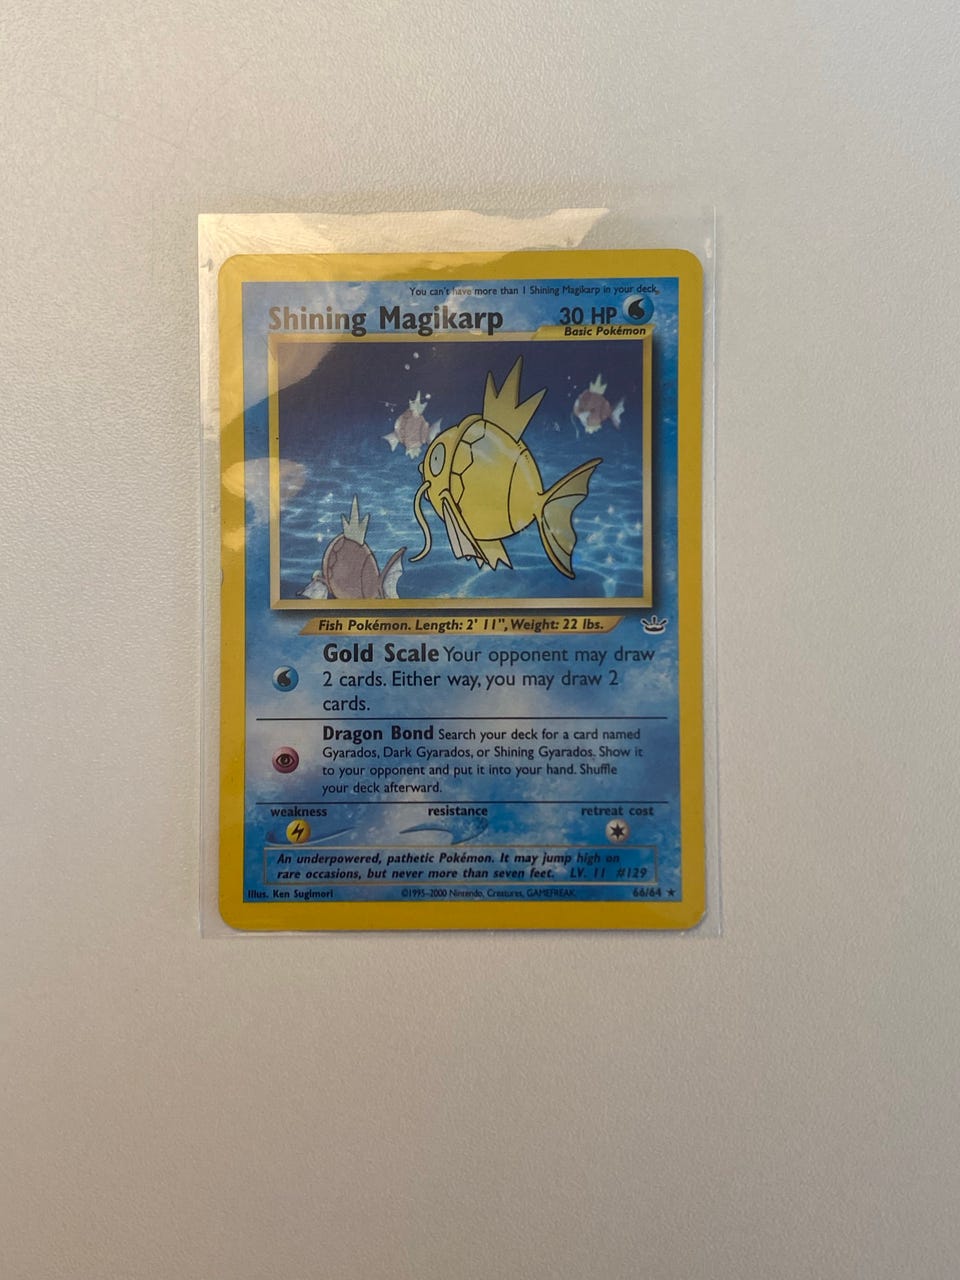 You can't have more than 1 Shining Magikarp in your deck.
Shining Magikarp 30 HP
Basic Pokémon
Fish Pokémon. Length: 2' 11", Weight: 22 lbs.
Gold Scale Your opponent may draw
2 cards. Either way, you may draw 2
cards.
Dragon Bond Search your deck for a card named
Gyarados, Dark Gyarados, or Shining Gyarados. Show it
to your opponent and put it into your hand. Shuffle
your deck afterward.
weakness resistance retreat cost
An underpowered, pathetic Pokémon. It may jump high on
rare occasions, but never more than seven feet. LV. 11 #129
Illus. Ken Sugimori ©1995-2000 Nintendo, Creatures, GAMEFREAK. 66/64 ★